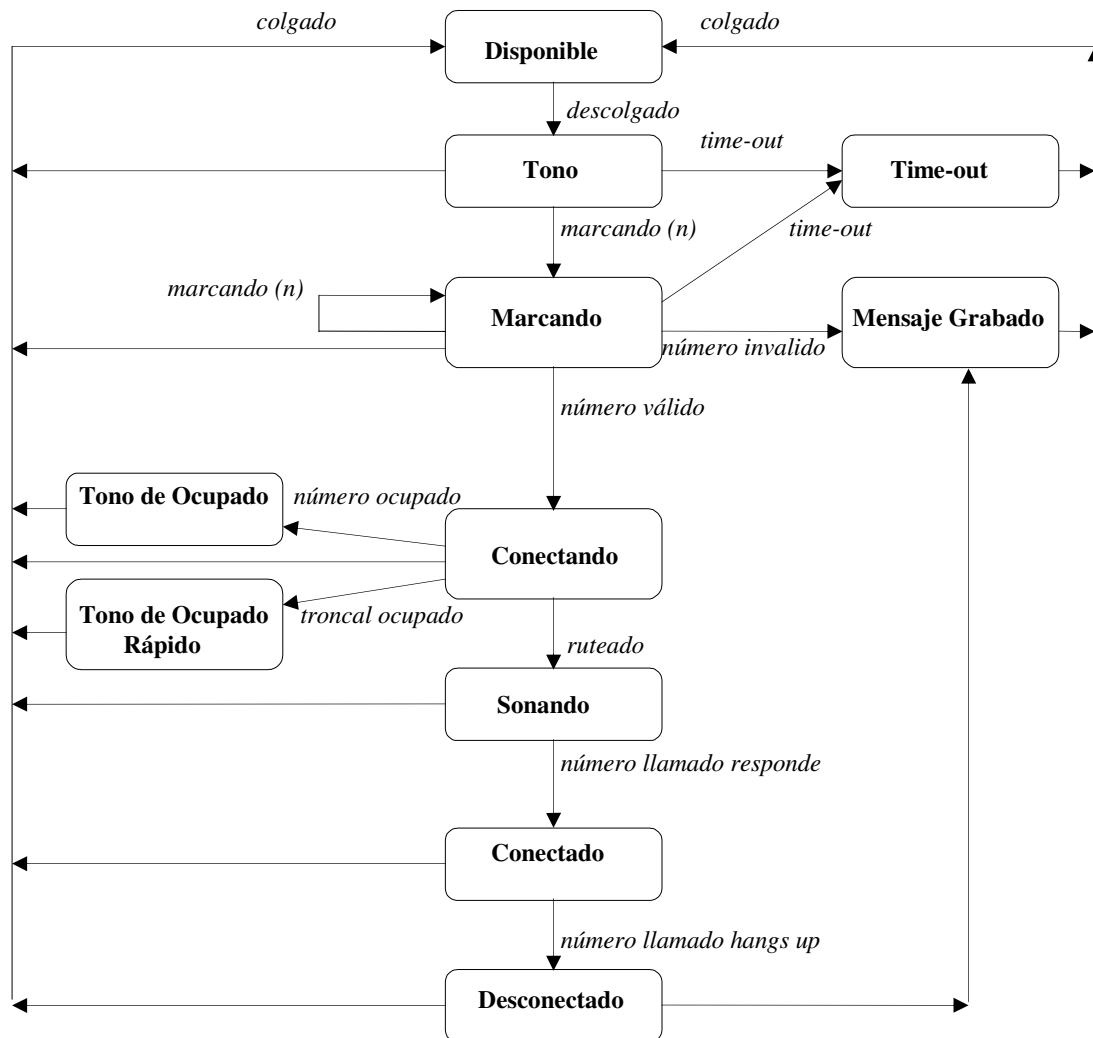 colgado
colgado
Disponible
descolgado
time-out
Tono
Time-out
marcando (n)
time-out
marcando (n)
Marcando
Mensaje Grabado
número invalido
número válido
Tono de Ocupado
número ocupado
Conectando
Tono de Ocupado
Rápido
troncal ocupado
ruteado
Sonando
número llamado responde
Conectado
número llamado hangs up
Desconectado